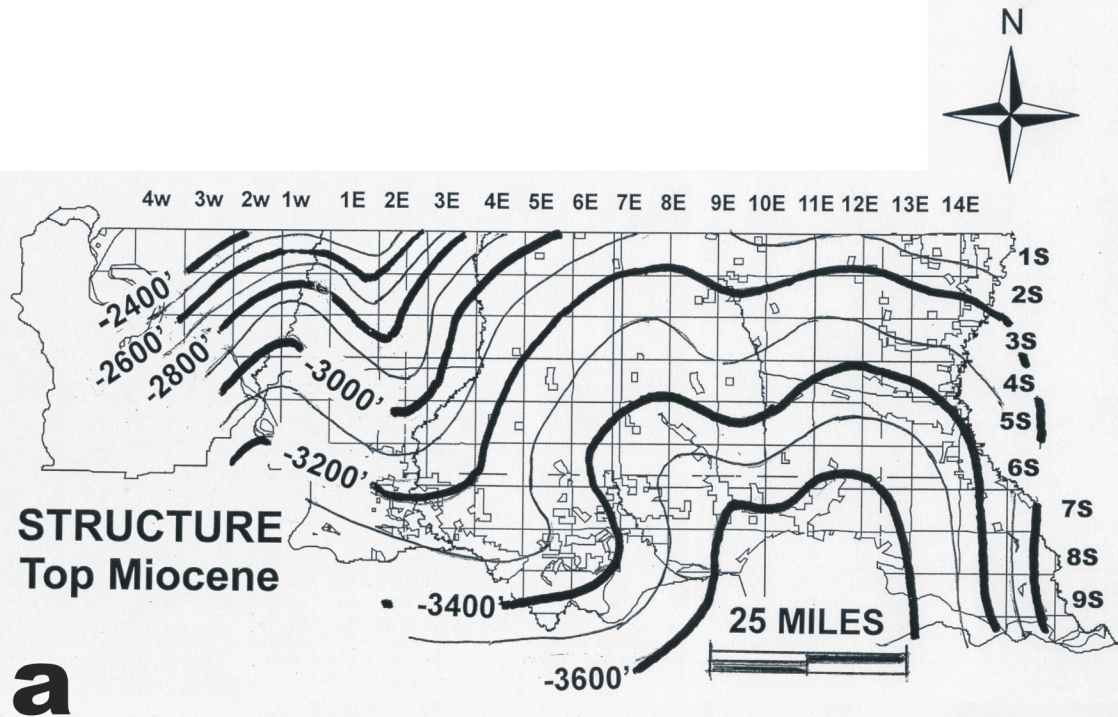 N
4w 3w 2w 1w 1E 2E 3E 4E 5E 6E 7E 8E 9E 10E 11E 12E 13E 14E
1S
2S
3S
4S
5S
6S
7S
8S
9S
-2400'
-2600'
-2800'
-3000'
-3200'
-3400'
-3600'
STRUCTURE
Top Miocene
25 MILES
a